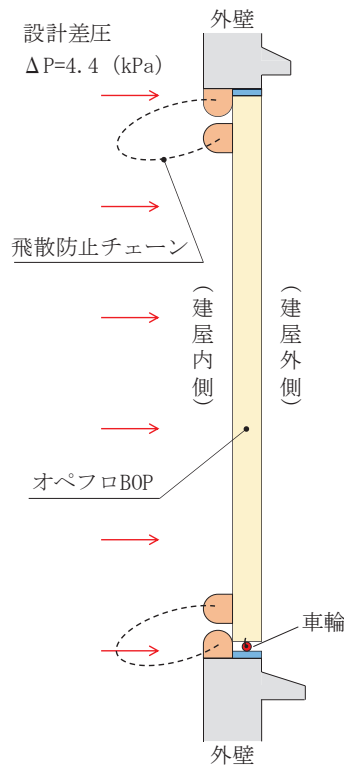 外壁
設計差圧
ΔP=4.4 (kPa)
飛散防止チェーン
(建屋内側)
(建屋外側)
オペフロBOP
車輪
外壁